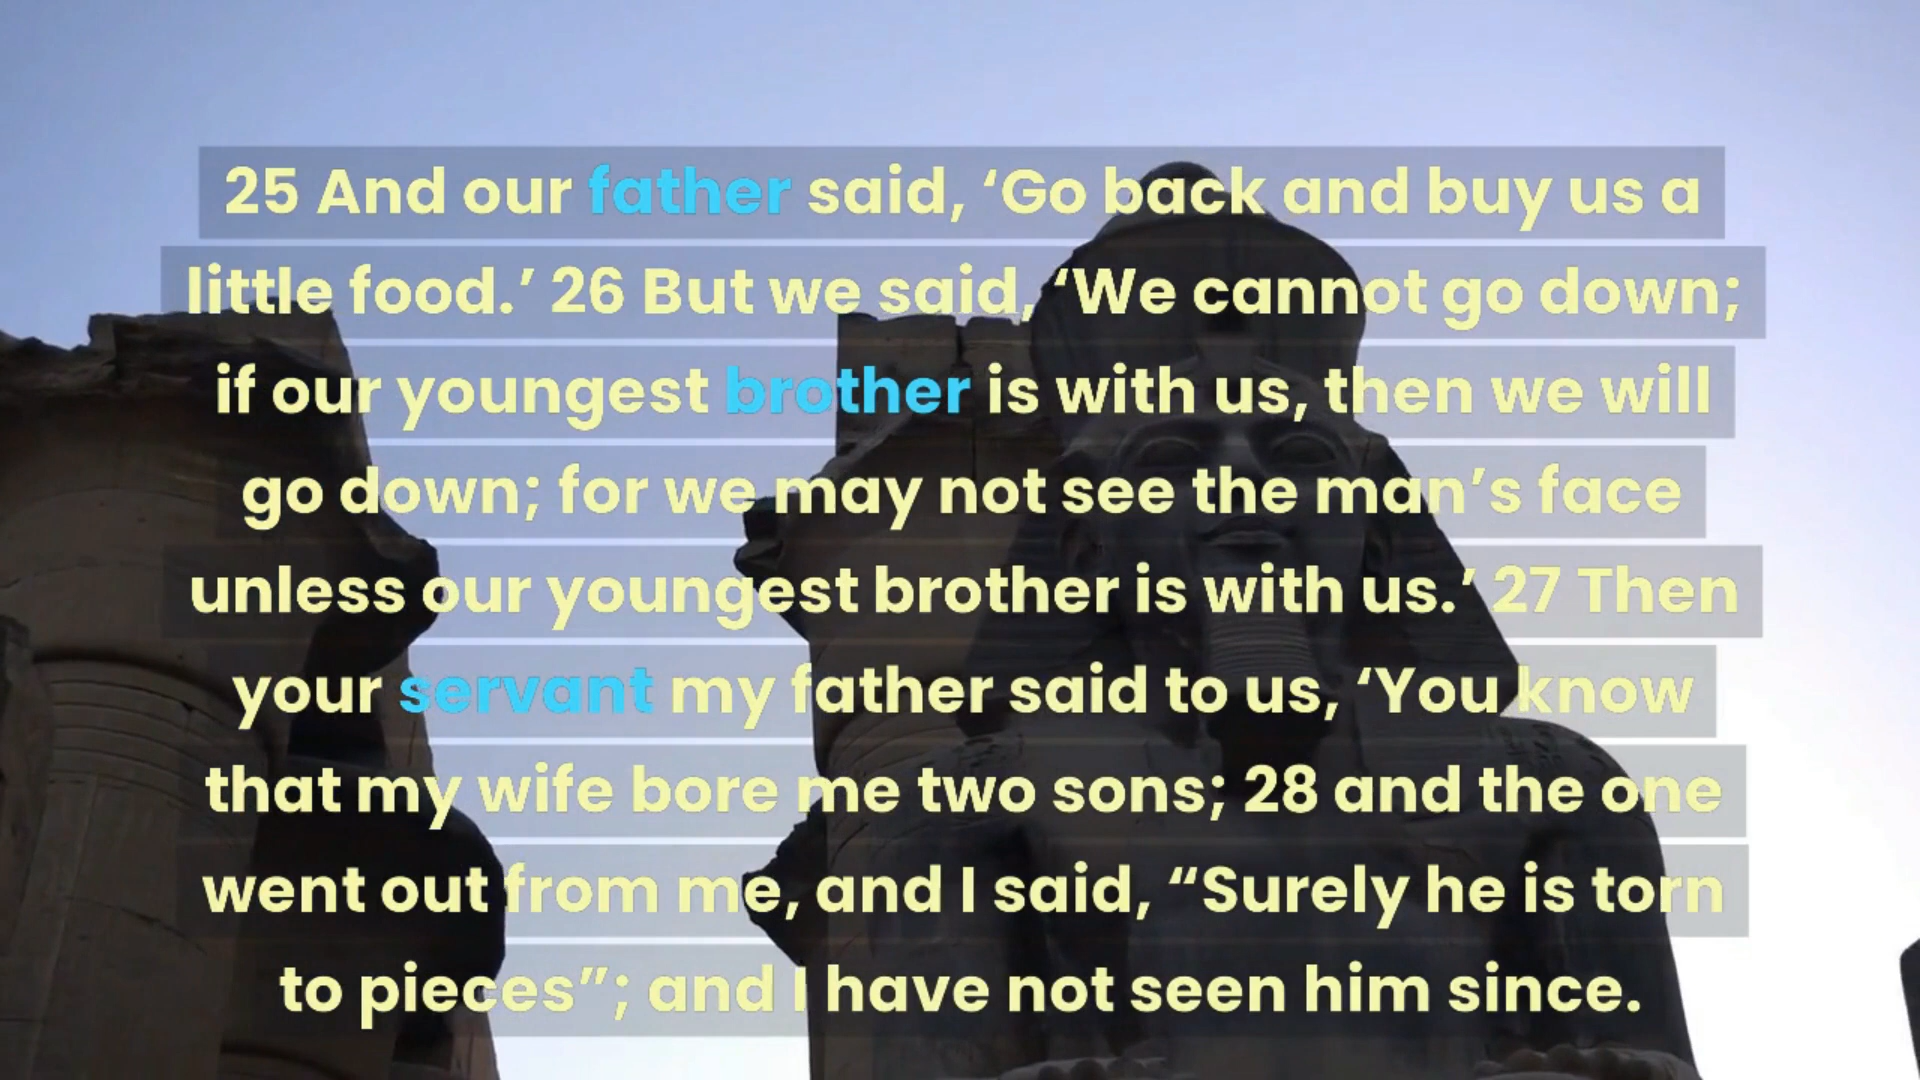 25 And our father said, ‘Go back and buy us a
little food.’ 26 But we said, ‘We cannot go down;
if our youngest brother is with us, then we will
go down; for we may not see the man’s face
unless our youngest brother is with us.’ 27 Then
your servant my father said to us, ‘You know
that my wife bore me two sons; 28 and the one
went out from me, and I said, “Surely he is torn
to pieces”; and I have not seen him since.